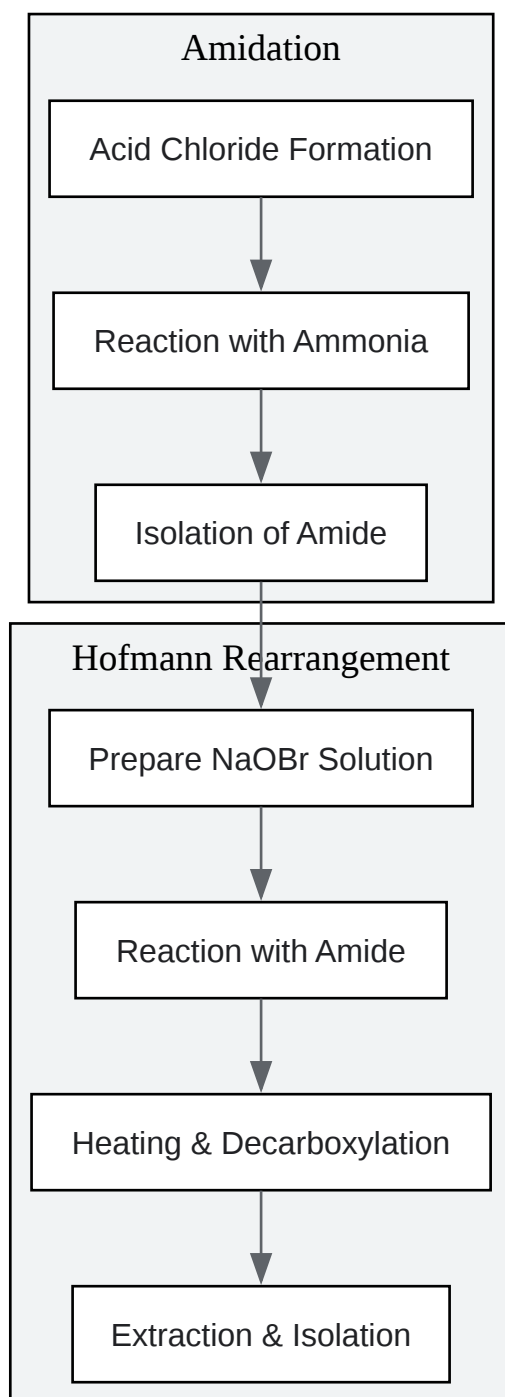 Amidation
Acid Chloride Formation
Reaction with Ammonia
Isolation of Amide
Hofmann Rearrangement
Prepare NaOBr Solution
Reaction with Amide
Heating & Decarboxylation
Extraction & Isolation